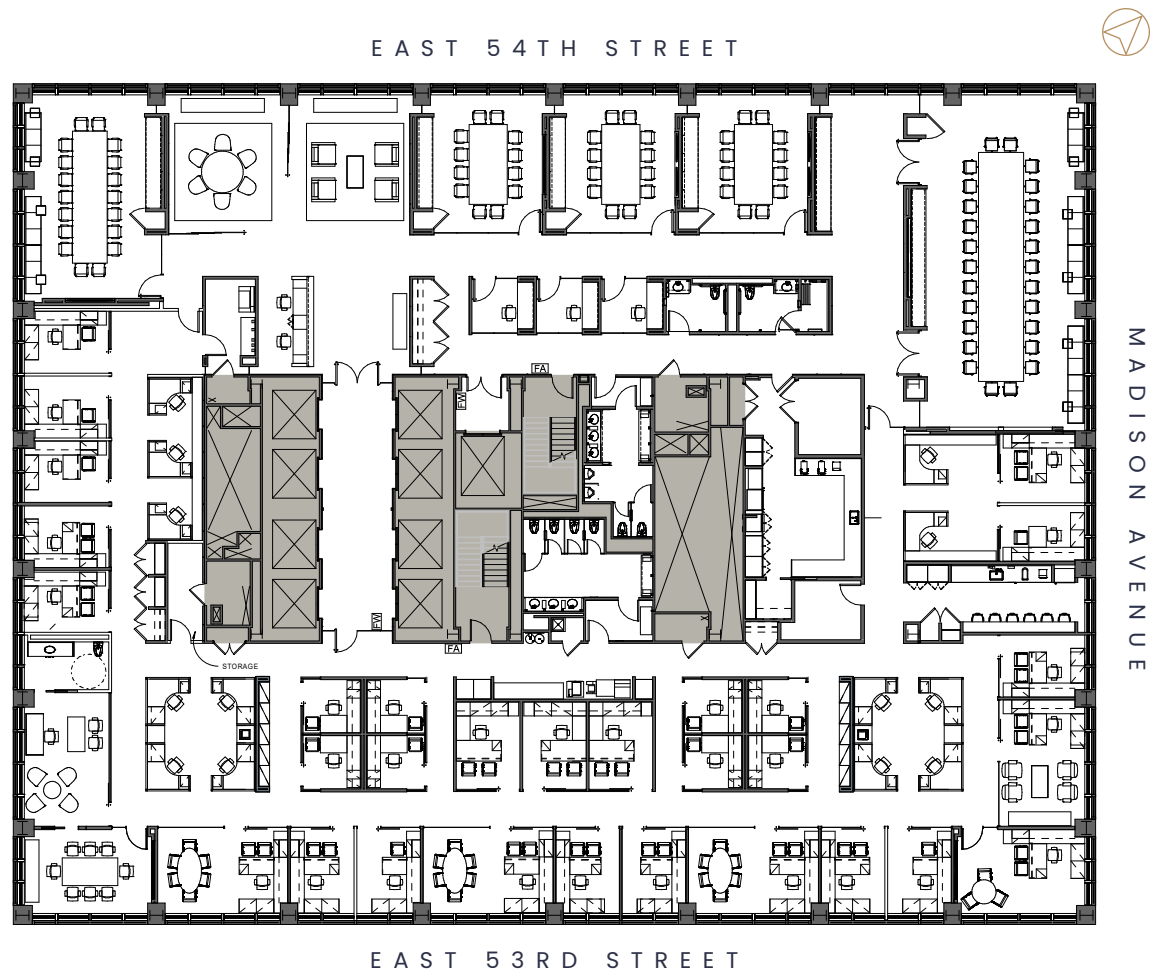 EAST 54TH STREET
MADISON AVENUE
FA
FW
X
X
X
FW
FA
STORAGE
EAST 53RD STREET